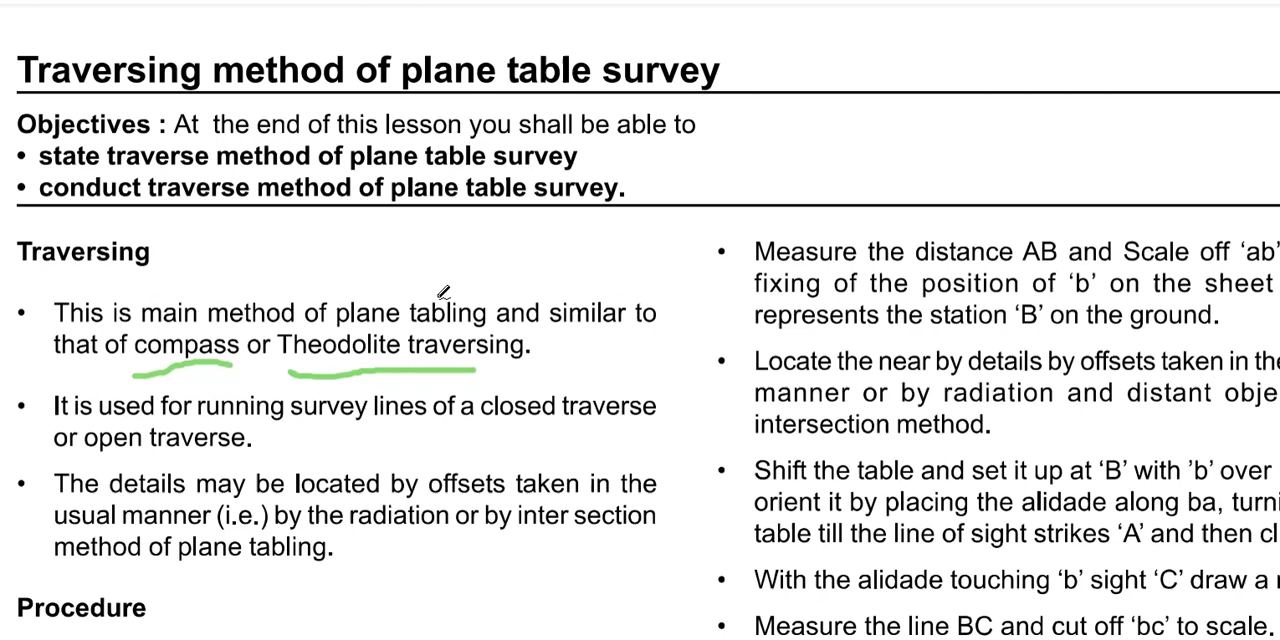 Traversing method of plane table survey
Objectives : At the end of this lesson you shall be able to
• state traverse method of plane table survey
• conduct traverse method of plane table survey.
Traversing
• This is main method of plane tabling and similar to
that of compass or Theodolite traversing.
• It is used for running survey lines of a closed traverse
or open traverse.
• The details may be located by offsets taken in the
usual manner (i.e.) by the radiation or by inter section
method of plane tabling.
Procedure
• Measure the distance AB and Scale off ‘ab’
fixing of the position of ‘b’ on the sheet
represents the station ‘B’ on the ground.
• Locate the near by details by offsets taken in
manner or by radiation and distant
intersection method.
• Shift the table and set it up at ‘B’ with ’b’ over
orient it by placing the alidade along ba,
table till the line of sight strikes ‘A’ and then
• With the alidade touching ‘b’ sight ‘C’ draw a
• Measure the line BC and cut off ‘bc’ to scale.